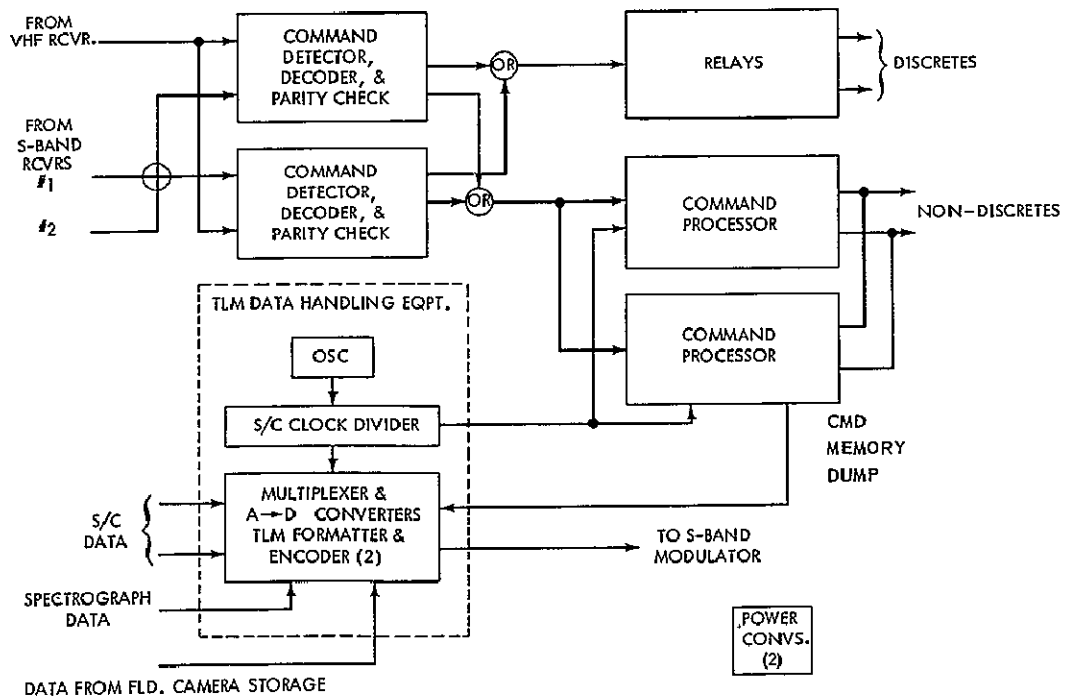 FROM
VHF RCVR.
COMMAND
DETECTOR,
DECODER, &
PARITY CHECK
OR
RELAYS
DISCRETES
FROM
S-BAND
RCVRS
#1
#2
COMMAND
DETECTOR,
DECODER, &
PARITY CHECK
OR
COMMAND
PROCESSOR
NON-DISCRETES
TLM DATA HANDLING EQPT.
OSC
COMMAND
PROCESSOR
S/C CLOCK DIVIDER
CMD
MEMORY
DUMP
MULTIPLEXER &
A→D CONVERTERS
TLM FORMATTER &
ENCODER (2)
S/C
DATA
TO S-BAND
MODULATOR
SPECTROGRAPH
DATA
POWER
CONVS.
(2)
DATA FROM FLD. CAMERA STORAGE